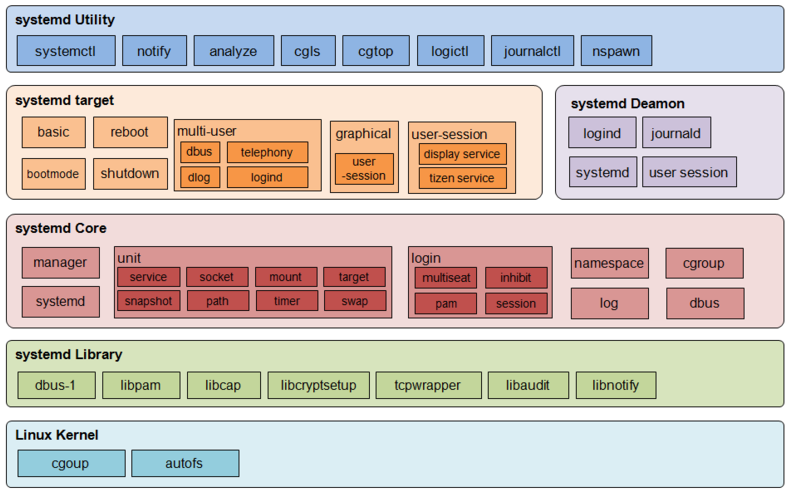 systemd Utility
systemctl notify analyze cgls cgtop logictl journalctl nspawn
systemd target
basic reboot
bootmode shutdown
multi-user
dbus telephony
dlog logind
graphical
user
-session
user-session
display service
tizen service
systemd Deamon
logind journald
systemd user session
systemd Core
manager
systemd
unit
service socket mount target
snapshot path timer swap
login
multiseat inhibit
pam session
namespace cgroup
log dbus
systemd Library
dbus-1 libpam libcap libcryptsetup tcpwrapper libaudit libnotify
Linux Kernel
cgoup autofs